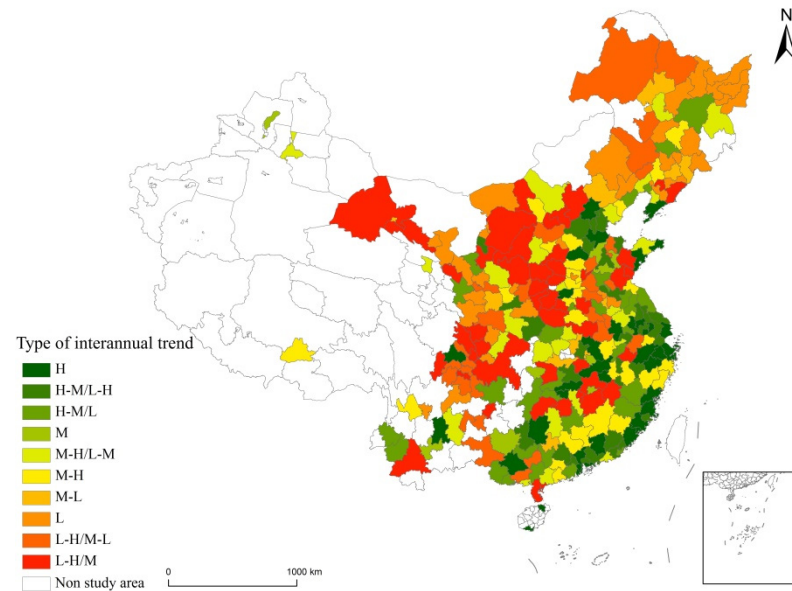 N
Type of interannual trend
H
H-M/L-H
H-M/L
M
M-H/L-M
M-H
M-L
L
L-H/M-L
L-H/M
Non study area
0 1000 km